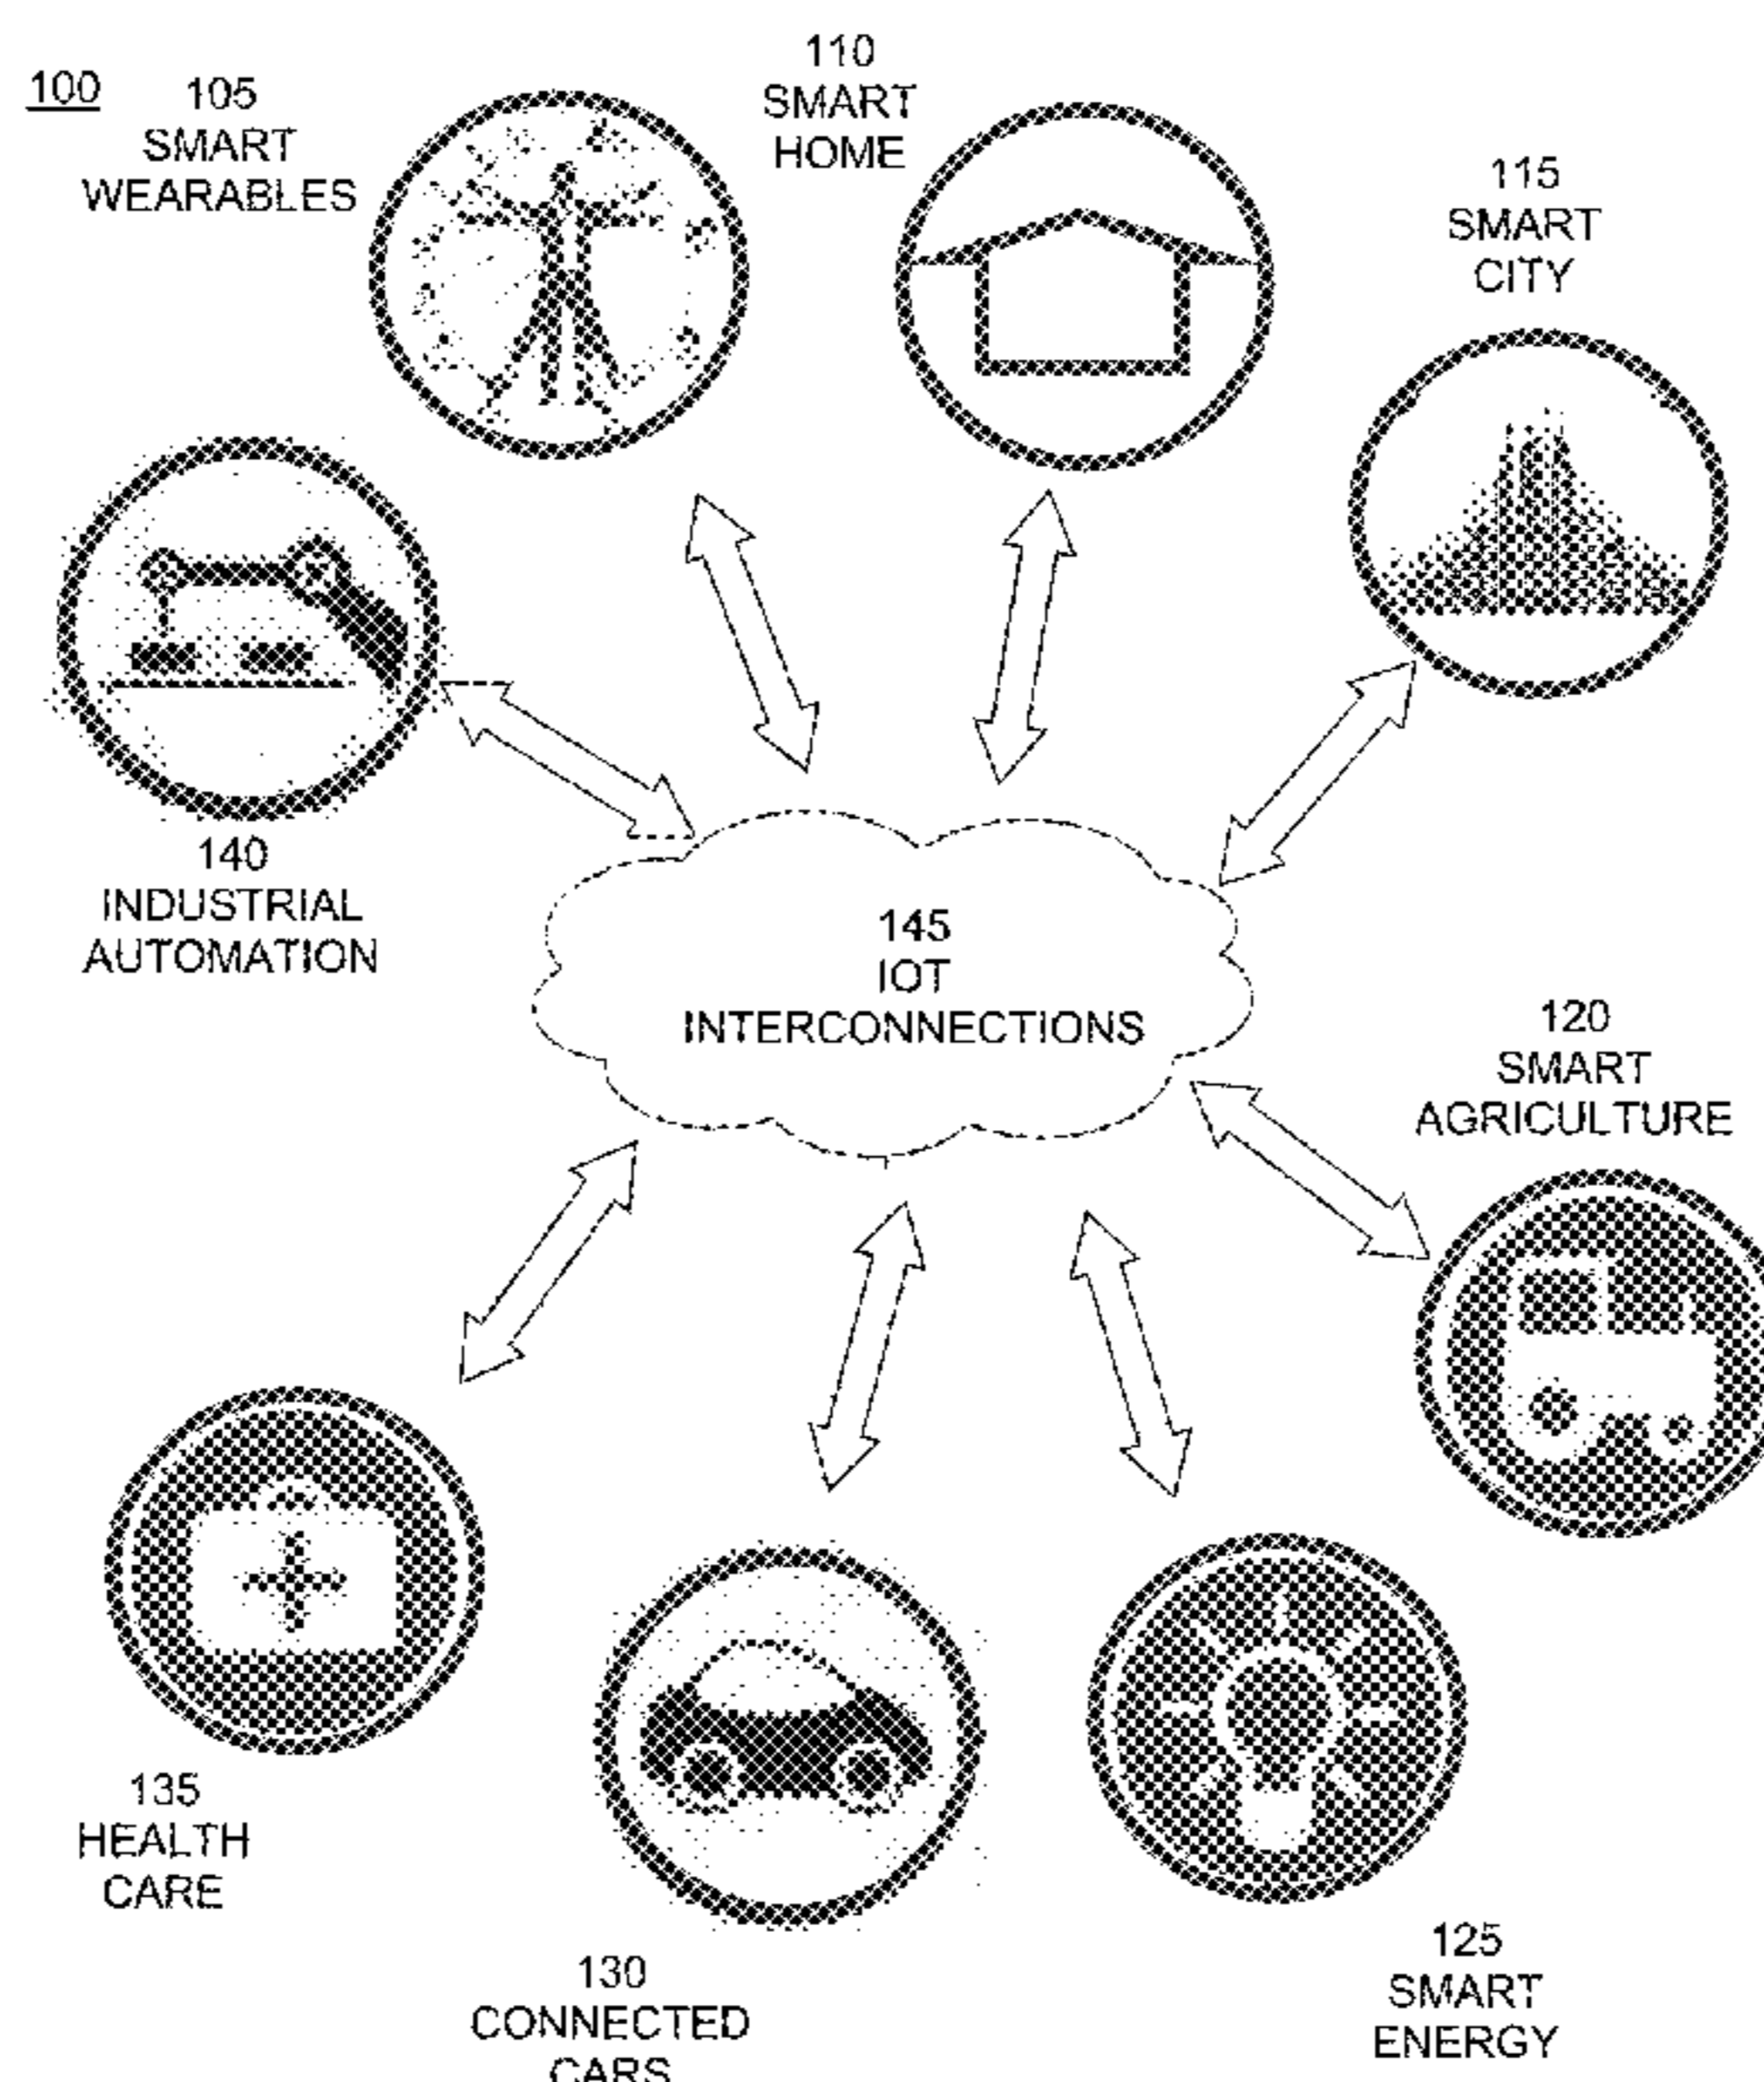 100
105
SMART
WEARABLES
110
SMART
HOME
115
SMART
CITY
140
INDUSTRIAL
AUTOMATION
145
IOT
INTERCONNECTIONS
120
SMART
AGRICULTURE
135
HEALTH
CARE
130
CONNECTED
CARS
125
SMART
ENERGY